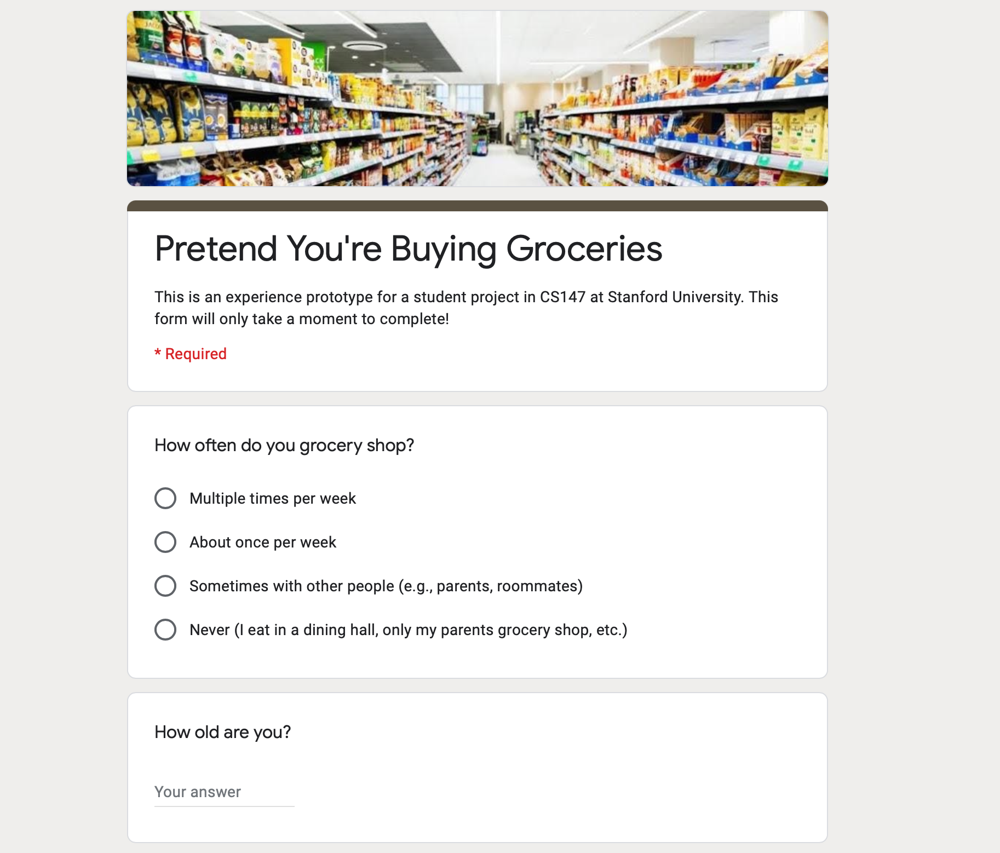 Pretend You're Buying Groceries
This is an experience prototype for a student project in CS147 at Stanford University. This
form will only take a moment to complete!
* Required
How often do you grocery shop?
Multiple times per week
About once per week
Sometimes with other people (e.g., parents, roommates)
Never (I eat in a dining hall, only my parents grocery shop, etc.)
How old are you?
Your answer